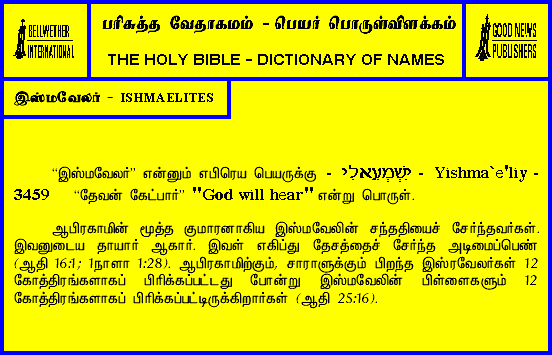 BELLWETHER
INTERNATIONAL
பரிசுத்த வேதாகமம் - பெயர் பொருள்விளக்கம்
THE HOLY BIBLE - DICTIONARY OF NAMES
GOOD NEWS
PUBLISHERS
இஸ்மவேலர் - ISHMAELITES
“இஸ்மவேலர்” என்னும் எபிரெய பெயருக்கு - יִשְׁמְעֵאלִי - Yishma`e'liy -
3459 “தேவன் கேட்பார்” "God will hear" என்று பொருள்.
ஆபிரகாமின் மூத்த குமாரனாகிய இஸ்மவேலின் சந்ததியைச் சேர்ந்தவர்கள்.
இவனுடைய தாயார் ஆகார். இவள் எகிப்து தேசத்தைச் சேர்ந்த அடிமைப்பெண்
(ஆதி 16:1; 1நாளா 1:28). ஆபிரகாமிற்கும், சாராளுக்கும் பிறந்த இஸ்ரவேலர்கள் 12
கோத்திரங்களாகப் பிரிக்கப்பட்டது போன்று இஸ்மவேலின் பிள்ளைகளும் 12
கோத்திரங்களாகப் பிரிக்கப்பட்டிருக்கிறார்கள் (ஆதி 25:16).